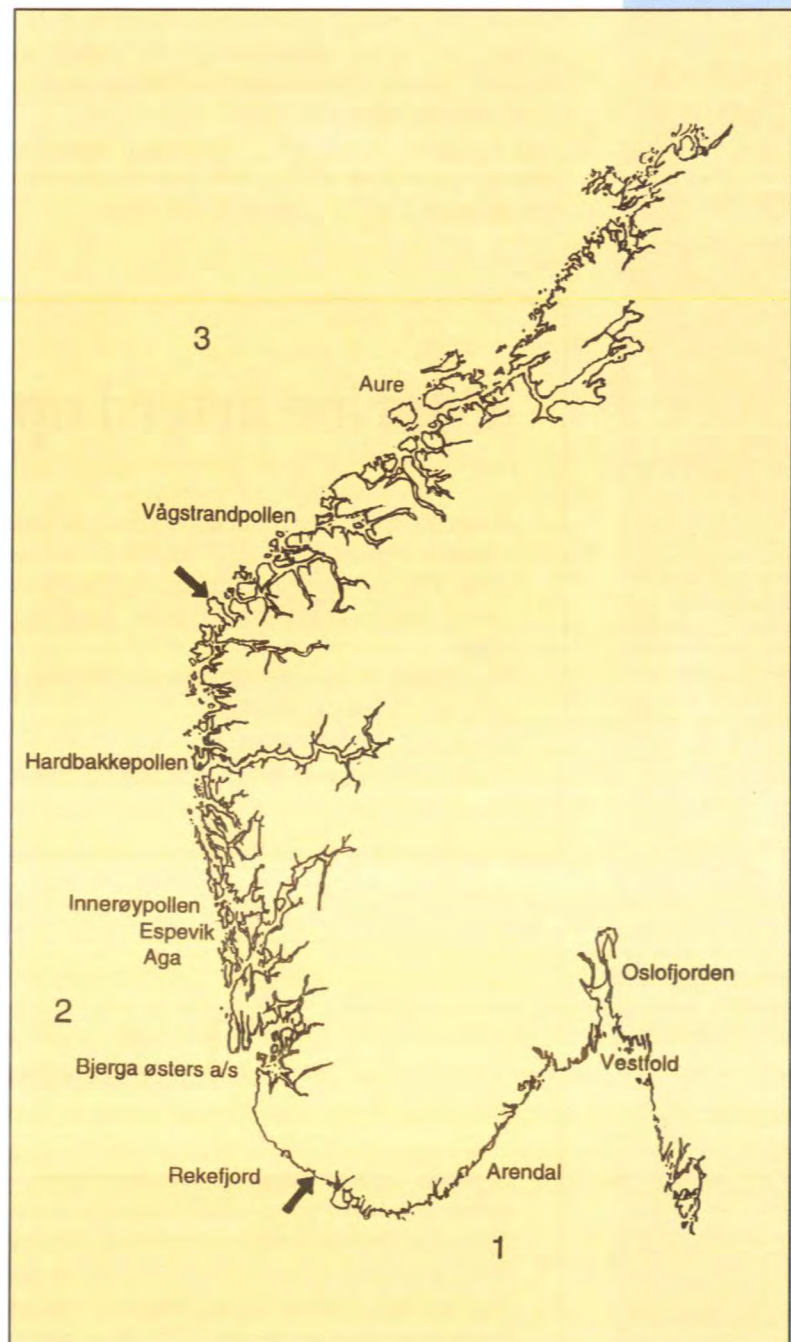 3
Aure
Vågstrandpollen
Hardbakkepollen
Innerøypollen
Espevik
Aga
Oslofjorden
2
Vestfold
Bjerga østers a/s
Rekefjord
Arendal
1